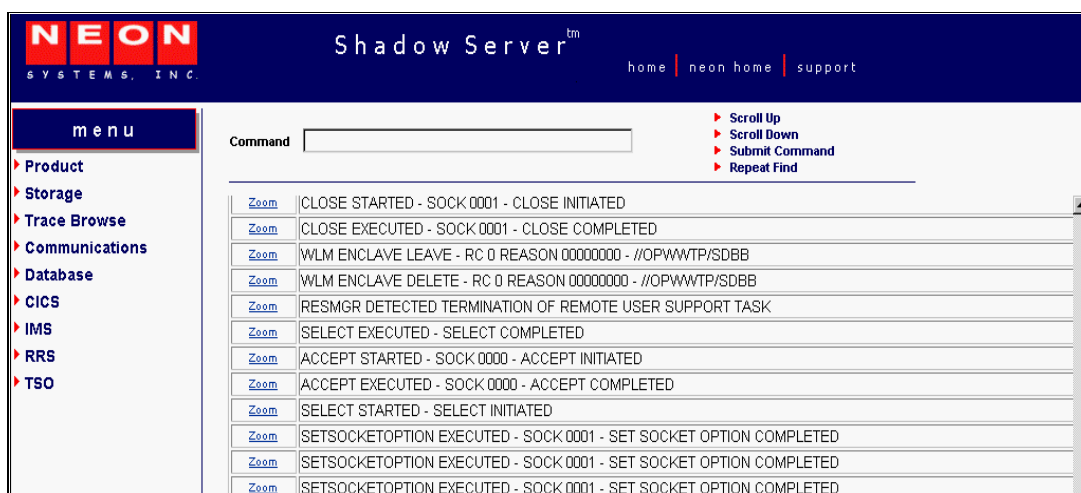 NEON
SYSTEMS, INC.
Shadow Server tm
home | neon home | support
menu
Product
Storage
Trace Browse
Communications
Database
CICS
IMS
RRS
TSO
Command
Scroll Up
Scroll Down
Submit Command
Repeat Find
Zoom CLOSE STARTED - SOCK 0001 - CLOSE INITIATED
Zoom CLOSE EXECUTED - SOCK 0001 - CLOSE COMPLETED
Zoom WLM ENCLAVE LEAVE - RC 0 REASON 00000000 - //OPWWTP/SDBB
Zoom WLM ENCLAVE DELETE - RC 0 REASON 00000000 - //OPWWTP/SDBB
Zoom RESMGR DETECTED TERMINATION OF REMOTE USER SUPPORT TASK
Zoom SELECT EXECUTED - SELECT COMPLETED
Zoom ACCEPT STARTED - SOCK 0000 - ACCEPT INITIATED
Zoom ACCEPT EXECUTED - SOCK 0000 - ACCEPT COMPLETED
Zoom SELECT STARTED - SELECT INITIATED
Zoom SETSOCKETOPTION EXECUTED - SOCK 0001 - SET SOCKET OPTION COMPLETED
Zoom SETSOCKETOPTION EXECUTED - SOCK 0001 - SET SOCKET OPTION COMPLETED
Zoom SETSOCKETOPTION EXECUTED - SOCK 0001 - SET SOCKET OPTION COMPLETED